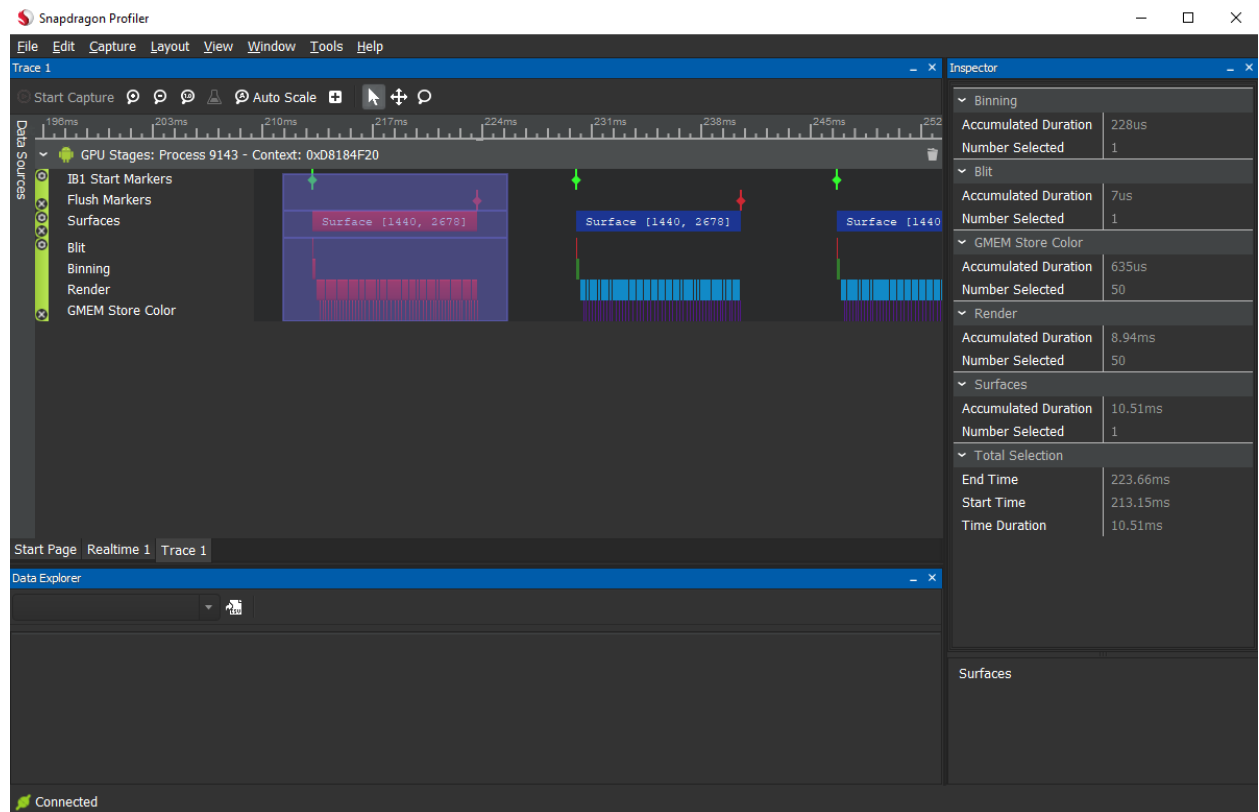 Snapdragon Profiler
File Edit Capture Layout View Window Tools Help
Trace 1
Start Capture Auto Scale
196ms 203ms 210ms 217ms 224ms 231ms 238ms 245ms 252
Data Sources
GPU Stages: Process 9143 - Context: 0xD8184F20
IB1 Start Markers
Flush Markers
Surfaces
Surface [1440, 2678] Surface [1440, 2678] Surface [1440
Blit
Binning
Render
GMEM Store Color
Start Page Realtime 1 Trace 1
Data Explorer
Connected
Inspector
Binning
Accumulated Duration 228us
Number Selected 1
Blit
Accumulated Duration 7us
Number Selected 1
GMEM Store Color
Accumulated Duration 635us
Number Selected 50
Render
Accumulated Duration 8.94ms
Number Selected 50
Surfaces
Accumulated Duration 10.51ms
Number Selected 1
Total Selection
End Time 223.66ms
Start Time 213.15ms
Time Duration 10.51ms
Surfaces